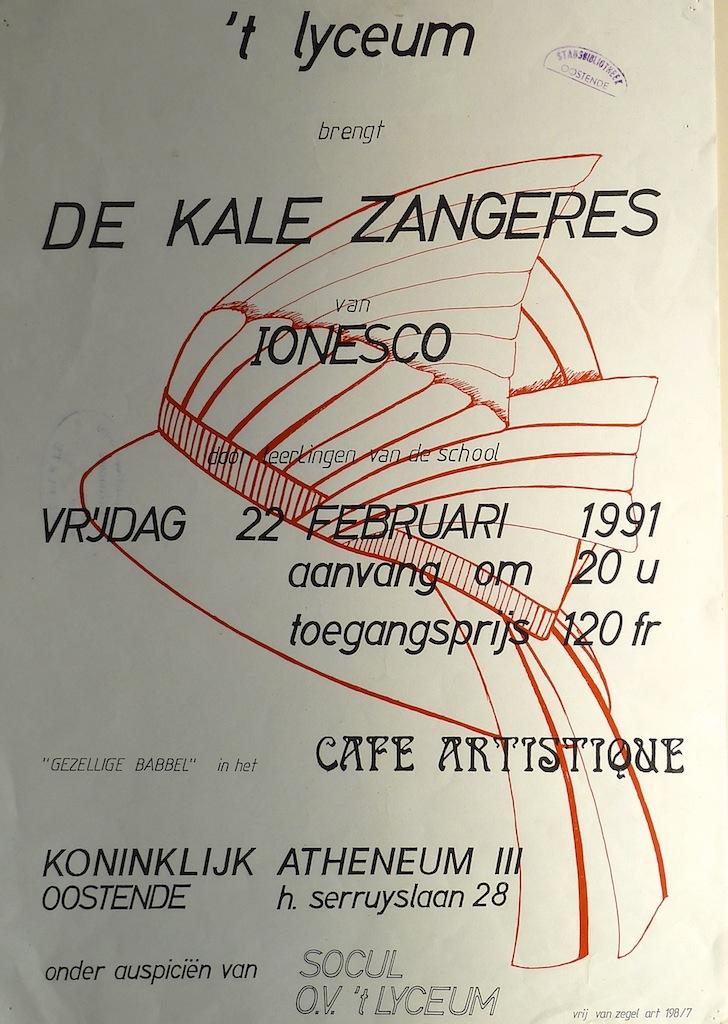 't lyceum
STADSBIBLIOTHEEK
OOSTENDE
brengt
DE KALE ZANGERES
van
IONESCO
door leerlingen van de school
VRIJDAG 22 FEBRUARI 1991
aanvang om 20 u
toegangsprijs 120 fr
"GEZELLIGE BABBEL" in het CAFE ARTISTIQUE
KONINKLIJK ATHENEUM III
OOSTENDE h. serruyslaan 28
onder auspiciën van SOCUL
O.V. 't LYCEUM
vrij van zegel art 198/7